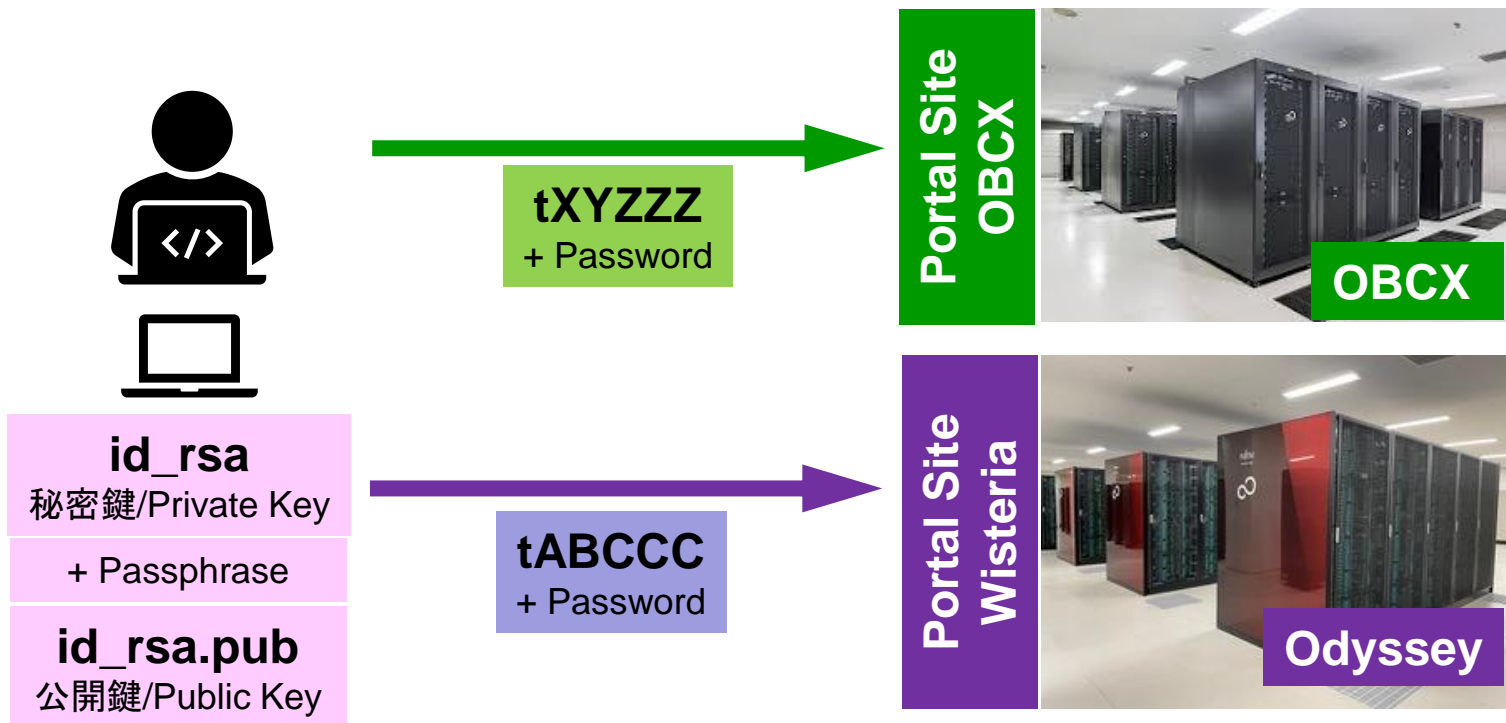 </>
tXYZZZ
+ Password
Portal Site
OBCX
OBCX
id_rsa
秘密鍵/Private Key
+ Passphrase
id_rsa.pub
公開鍵/Public Key
tABCCC
+ Password
Portal Site
Wisteria
Odyssey